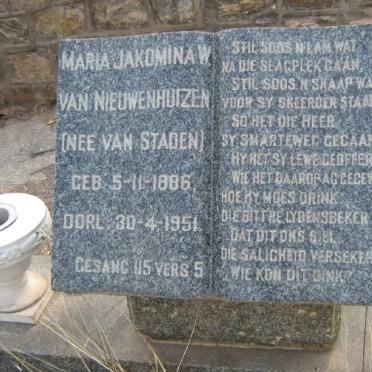 MARIA JAKOMINA W.
VAN NIEUWENHUIZEN
(NEE VAN STADEN)
GEB. 5-11-1886.
OORL. 30-4-1951.
GESANG 115 VERS 5
STIL SOOS 'N LAM WAT
NA DIE SLAGPLEK GAAN,
STIL SOOS 'N SKAAP WAT
VOOR SY SKEERDER STAAN
SO HET DIE HEER
SY SMARTEWEG GEGAAN
HY HET SY LEWE GEOFFER
WIE HET DAAROP AG GEGEE
HOE HY MOES DRINK
DIE BITTRE LYDENSBEKER
DAT DIT ONS SIEL
DIE SALIGHEID VERSEKER
WIE KON DIT DINK?